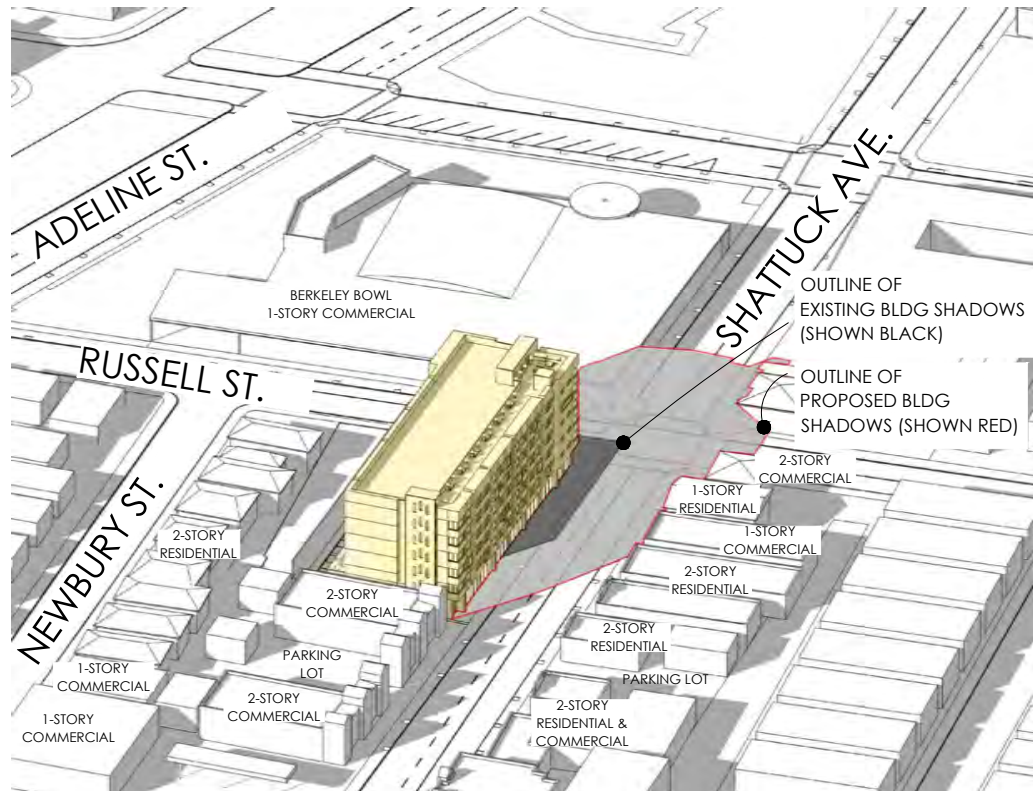 ADELINE ST.
SHATTUCK AVE.
BERKELEY BOWL
1-STORY COMMERCIAL
OUTLINE OF
EXISTING BLDG SHADOWS
(SHOWN BLACK)
RUSSELL ST.
OUTLINE OF
PROPOSED BLDG
SHADOWS (SHOWN RED)
2-STORY
COMMERCIAL
1-STORY
RESIDENTIAL
1-STORY
COMMERCIAL
NEWBURY ST.
2-STORY
RESIDENTIAL
2-STORY
RESIDENTIAL
2-STORY
COMMERCIAL
2-STORY
RESIDENTIAL
PARKING
LOT
PARKING LOT
1-STORY
COMMERCIAL
2-STORY
COMMERCIAL
2-STORY
RESIDENTIAL &
COMMERCIAL
1-STORY
COMMERCIAL